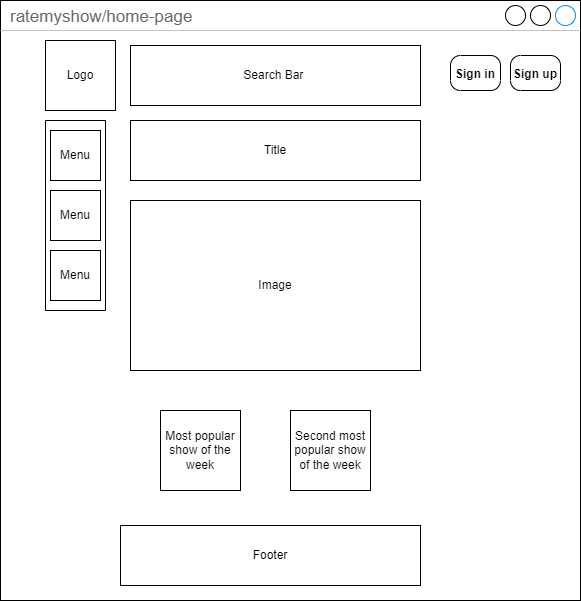 ratemyshow/home-page
Logo
Search Bar
Sign in
Sign up
Menu
Title
Menu
Menu
Image
Most popular
show of the
week
Second most
popular show
of the week
Footer